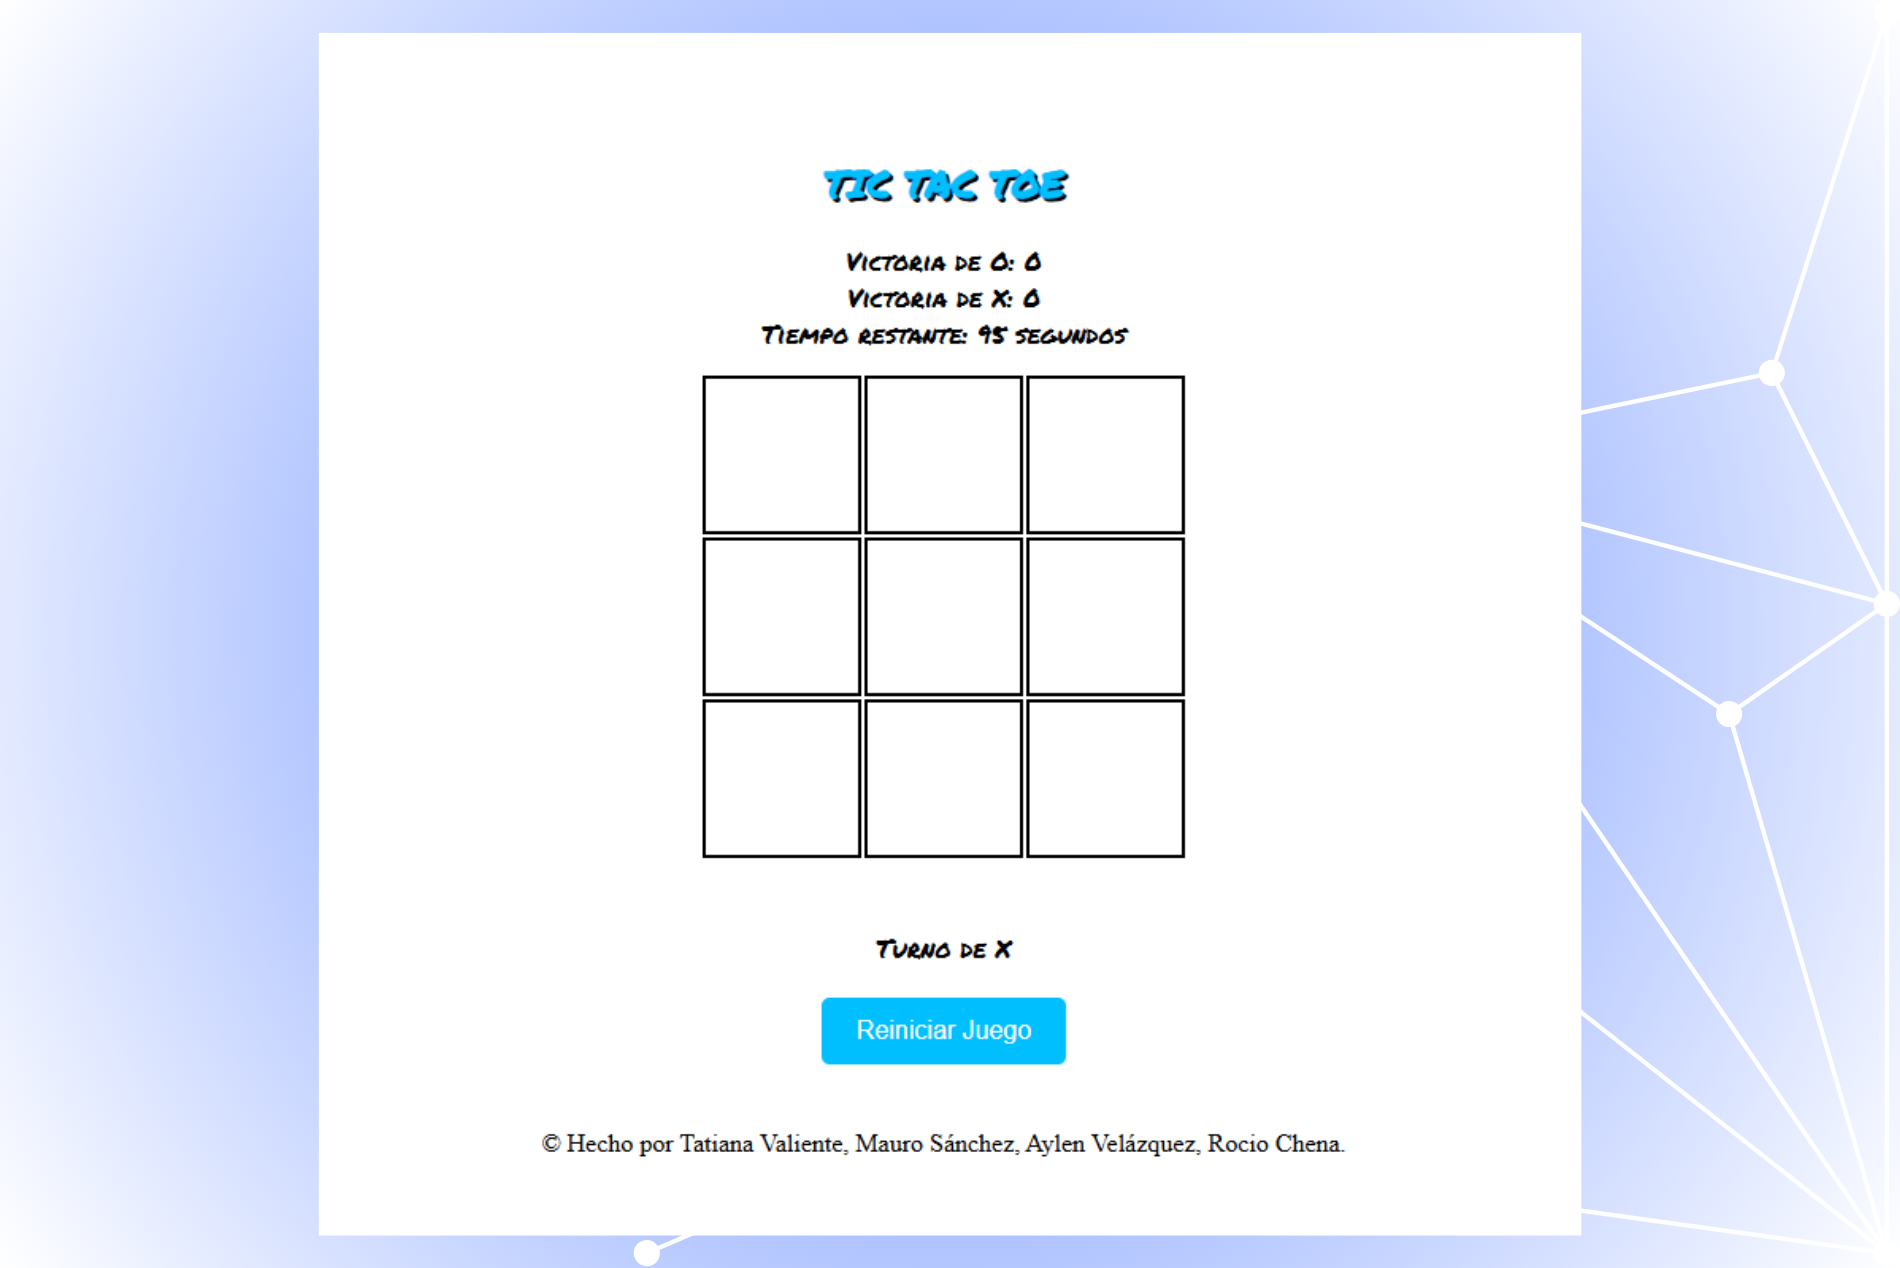 TIC TAC TOE
Victoria de O: 0
Victoria de X: 0
Tiempo restante: 95 segundos
Turno de X
Reiniciar Juego
© Hecho por Tatiana Valiente, Mauro Sánchez, Aylen Velázquez, Rocio Chena.